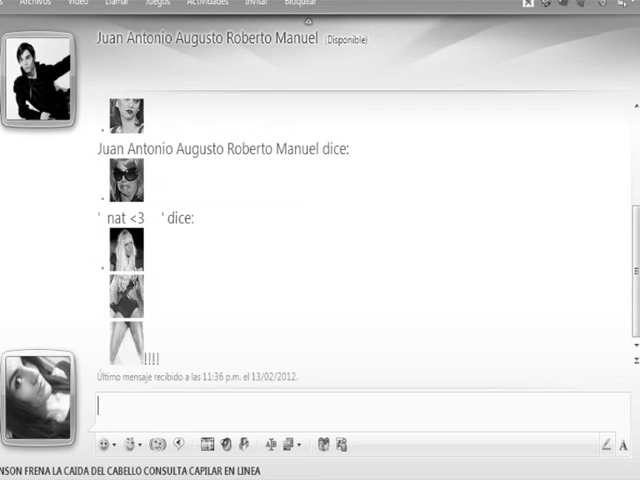 Archivos Video Llamar Juegos Actividades Invitar Bloquear
Juan Antonio Augusto Roberto Manuel (Disponible)
Juan Antonio Augusto Roberto Manuel dice:
' nat <3 ' dice:
!!!!
Último mensaje recibido a las 11:36 p.m. el 13/02/2012.
NSON FRENA LA CAIDA DEL CABELLO CONSULTA CAPILAR EN LINEA